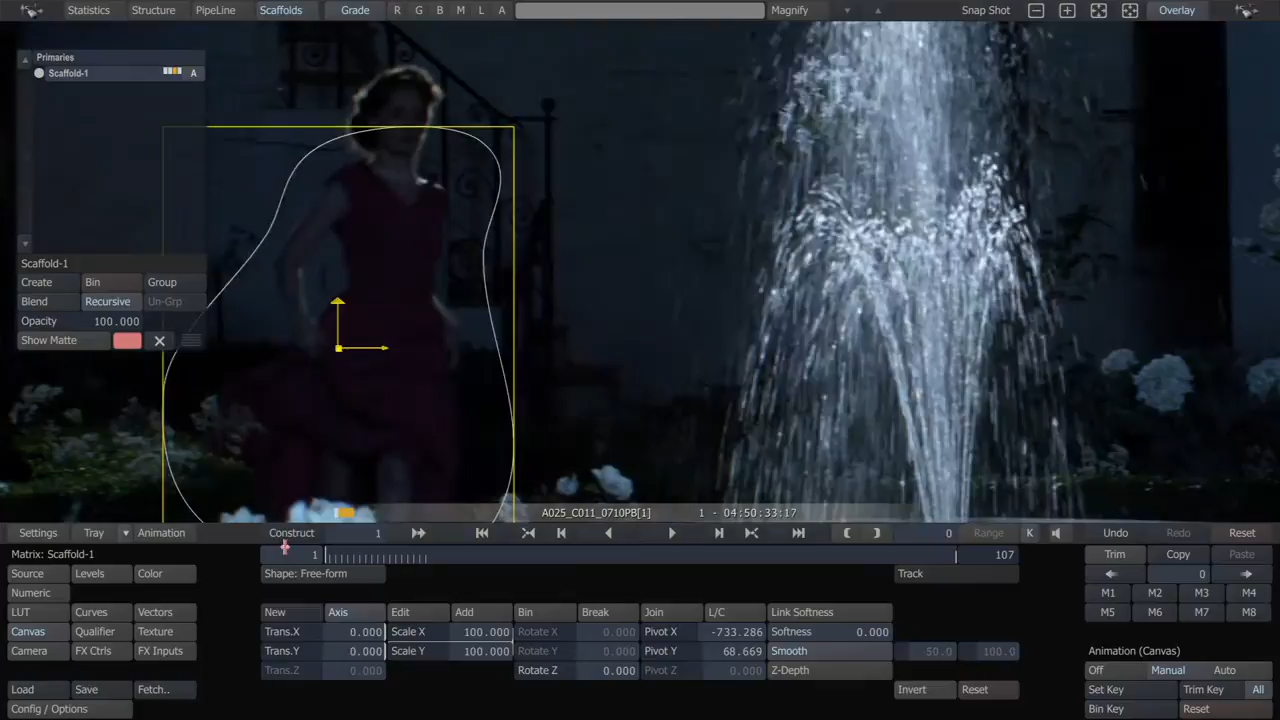 Statistics Structure PipeLine Scaffolds Grade R G B M L A Magnify Snap Shot Overlay
Primaries
Scaffold-1 A
Scaffold-1
Create Bin Group
Blend Recursive Un-Grp
Opacity 100.000
Show Matte
A025_C011_0710PB[1] 1 - 04:50:33:17
Settings Tray Animation Construct 1 0 Range K Undo Redo Reset
Matrix: Scaffold-1 1 107 Trim Copy Paste
Source Levels Color Shape: Free-form Track 0
Numeric M1 M2 M3 M4
LUT Curves Vectors New Axis Edit Add Bin Break Join L/C Link Softness M5 M6 M7 M8
Canvas Qualifier Texture Trans.X 0.000 Scale X 100.000 Rotate X 0.000 Pivot X -733.286 Softness 0.000
Camera FX Ctrls FX Inputs Trans.Y 0.000 Scale Y 100.000 Rotate Y 0.000 Pivot Y 68.669 Smooth 50.0 100.0 Animation (Canvas)
Trans.Z 0.000 Rotate Z 0.000 Pivot Z 0.000 Z-Depth Off Manual Auto
Load Save Fetch.. Invert Reset Set Key Trim Key All
Config / Options Bin Key Reset